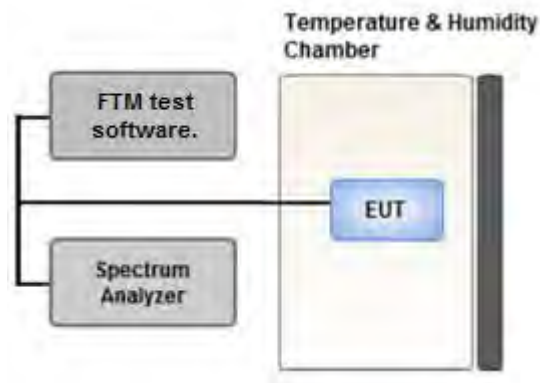 Temperature & Humidity
Chamber
FTM test
software.
EUT
Spectrum
Analyzer